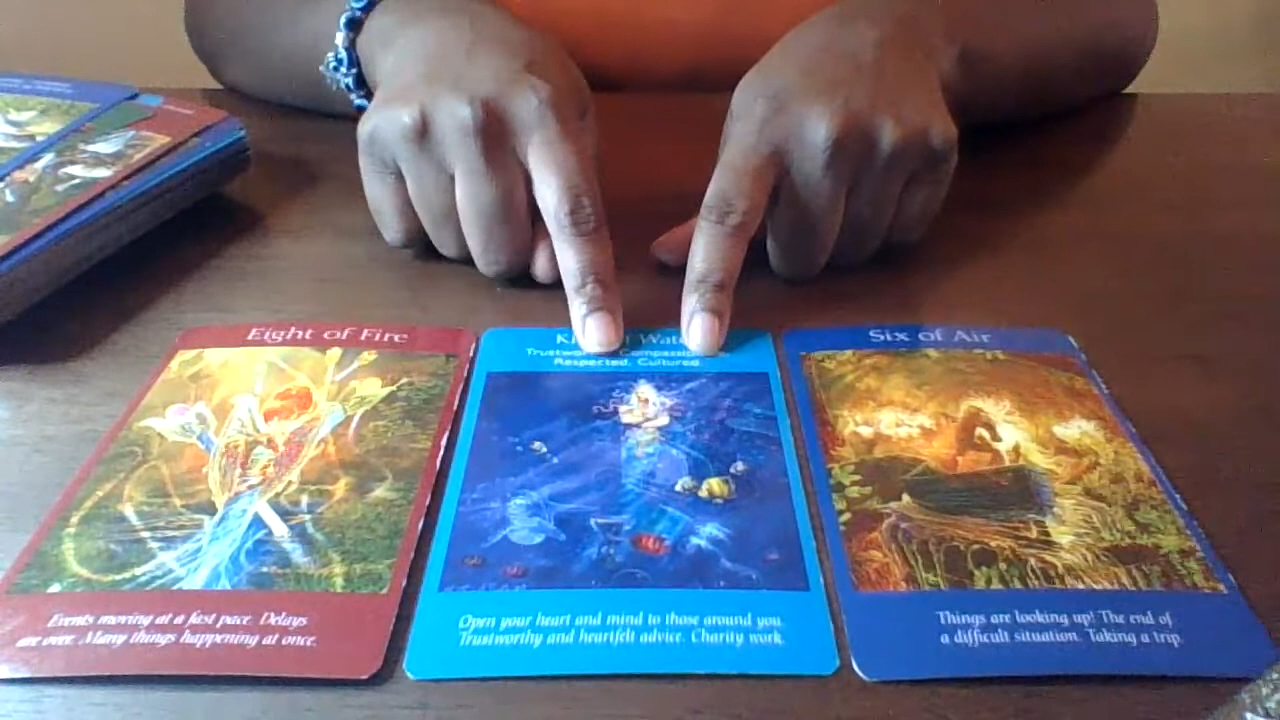 Eight of Fire
Events moving at a fast pace. Delays
are over. Many things happening at once.
Respected, Cultured
Open your heart and mind to those around you.
Trustworthy and heartfelt advice. Charity work.
Six of Air
Things are looking up! The end of
a difficult situation. Taking a trip.